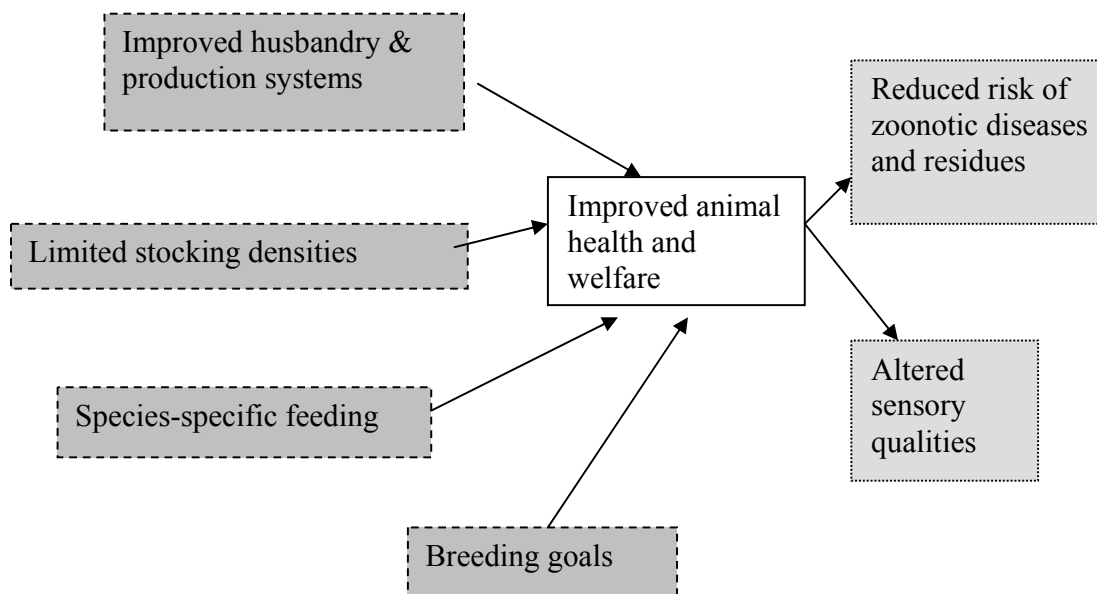 Improved husbandry &
production systems
Reduced risk of
zoonotic diseases
and residues
Improved animal
health and
welfare
Limited stocking densities
Altered
sensory
qualities
Species-specific feeding
Breeding goals